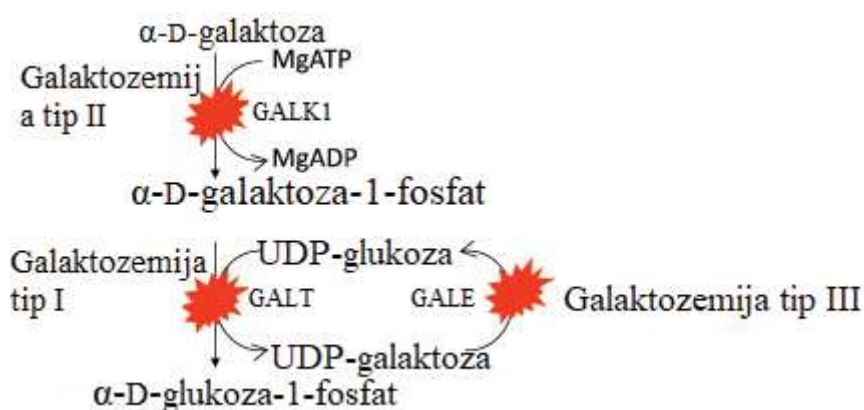 α-D-galaktoza
MgATP
Galaktozemij
a tip II
GALK1
MgADP
α-D-galaktoza-1-fosfat
UDP-glukoza
Galaktozemija
tip I
GALT
GALE
Galaktozemija tip III
UDP-galaktoza
α-D-glukoza-1-fosfat